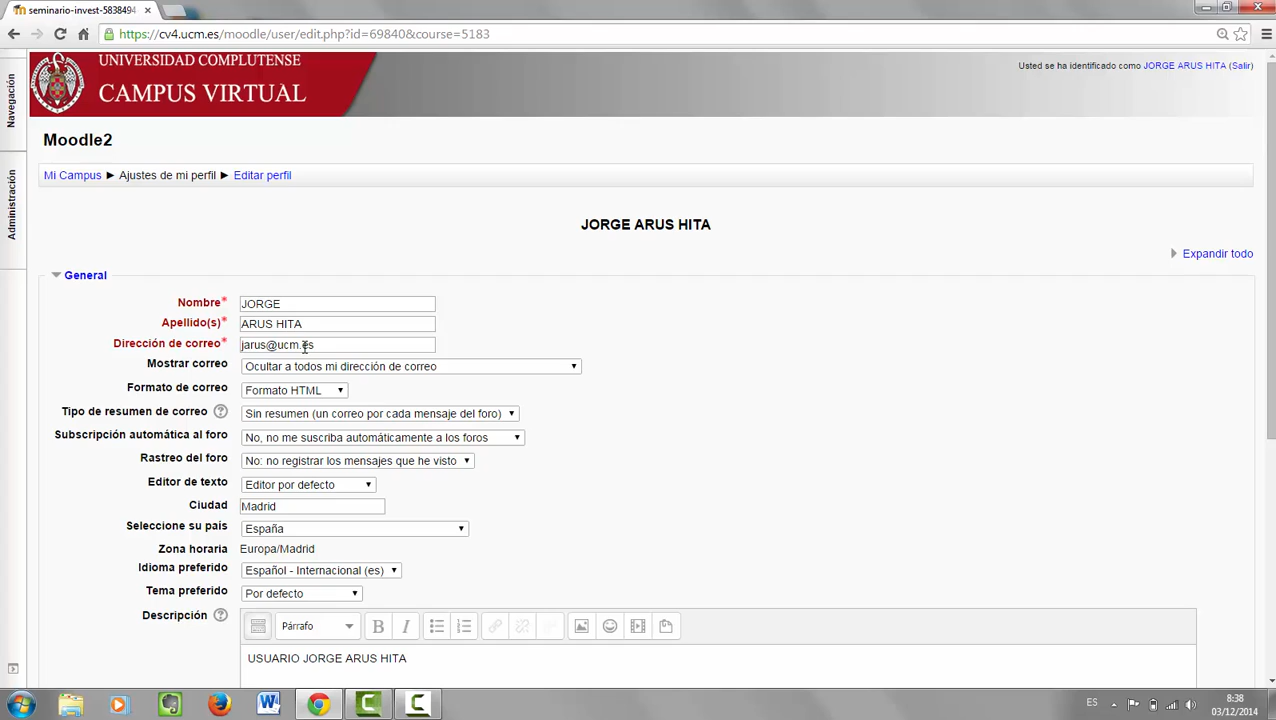 seminario-invest-5838494
https://cv4.ucm.es/moodle/user/edit.php?id=69840&course=5183
UNIVERSIDAD COMPLUTENSE
CAMPUS VIRTUAL
Usted se ha identificado como JORGE ARUS HITA (Salir)
Navegación
Administración
Moodle2
Mi Campus ► Ajustes de mi perfil ► Editar perfil
JORGE ARUS HITA
Expandir todo
General
Nombre* JORGE
Apellido(s)* ARUS HITA
Dirección de correo* jarus@ucm.es
Mostrar correo Ocultar a todos mi dirección de correo
Formato de correo Formato HTML
Tipo de resumen de correo Sin resumen (un correo por cada mensaje del foro)
Subscripción automática al foro No, no me suscriba automáticamente a los foros
Rastreo del foro No: no registrar los mensajes que he visto
Editor de texto Editor por defecto
Ciudad Madrid
Seleccione su país España
Zona horaria Europa/Madrid
Idioma preferido Español - Internacional (es)
Tema preferido Por defecto
Descripción Párrafo B I
USUARIO JORGE ARUS HITA
ES 8:38
03/12/2014